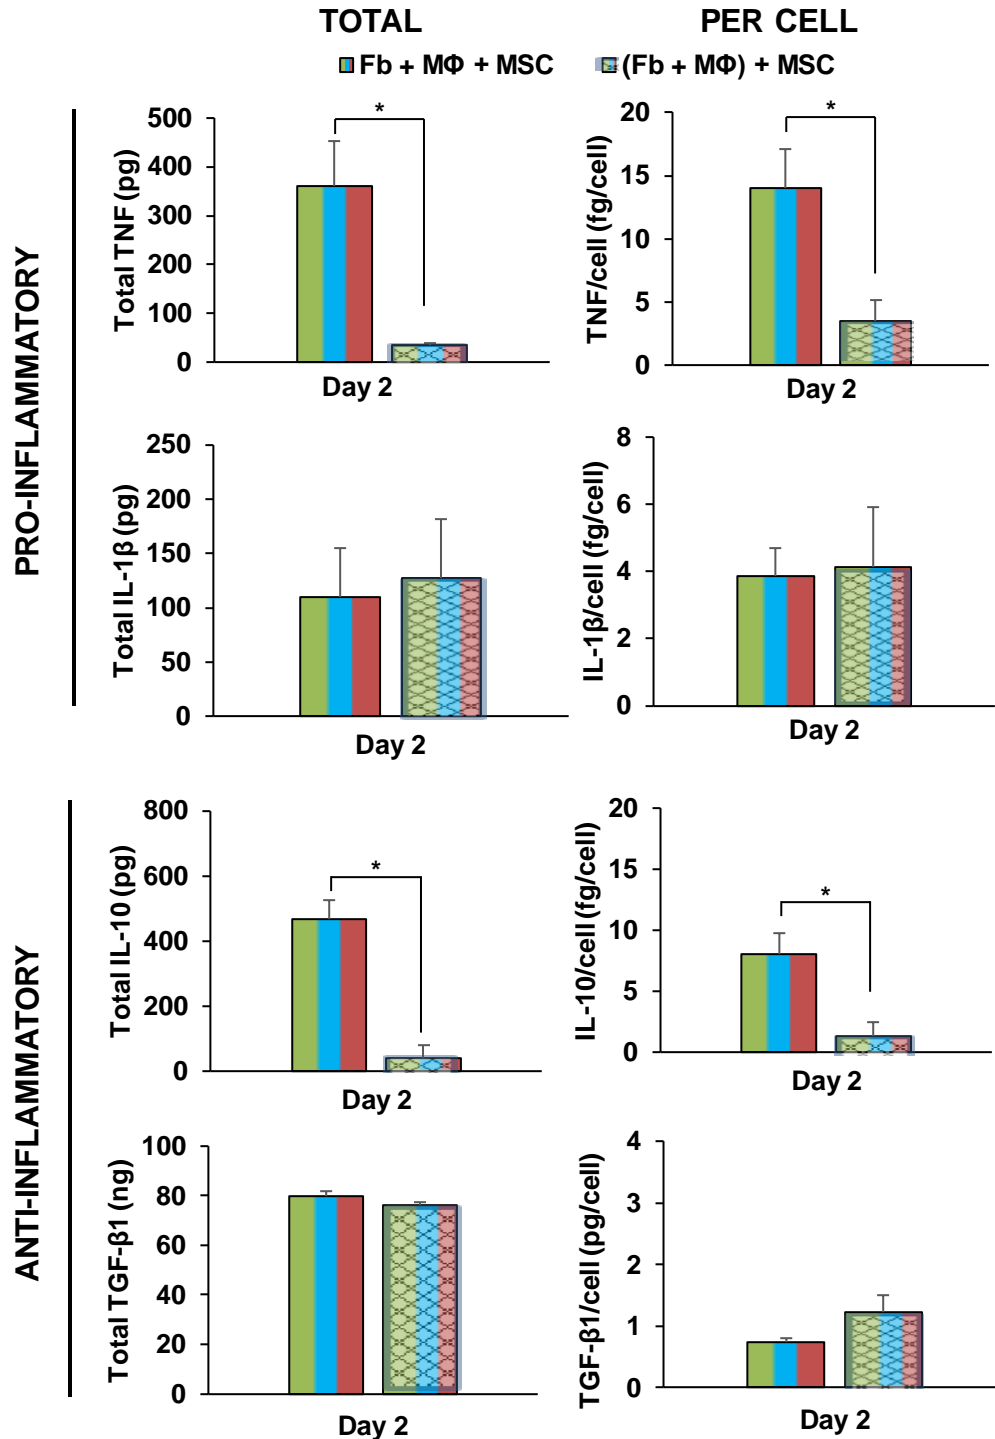 TOTAL PER CELL
Fb + MΦ + MSC (Fb + MΦ) + MSC
PRO-INFLAMMATORY
Total TNF (pg)
500
400
300
200
100
0
*
Day 2
TNF/cell (fg/cell)
20
15
10
5
0
*
Day 2
Total IL-1β (pg)
250
200
150
100
50
0
Day 2
IL-1β/cell (fg/cell)
8
6
4
2
0
Day 2
ANTI-INFLAMMATORY
Total IL-10 (pg)
800
600
400
200
0
*
Day 2
IL-10/cell (fg/cell)
20
15
10
5
0
*
Day 2
Total TGF-β1 (ng)
100
80
60
40
20
0
Day 2
TGF-β1/cell (pg/cell)
4
3
2
1
0
Day 2